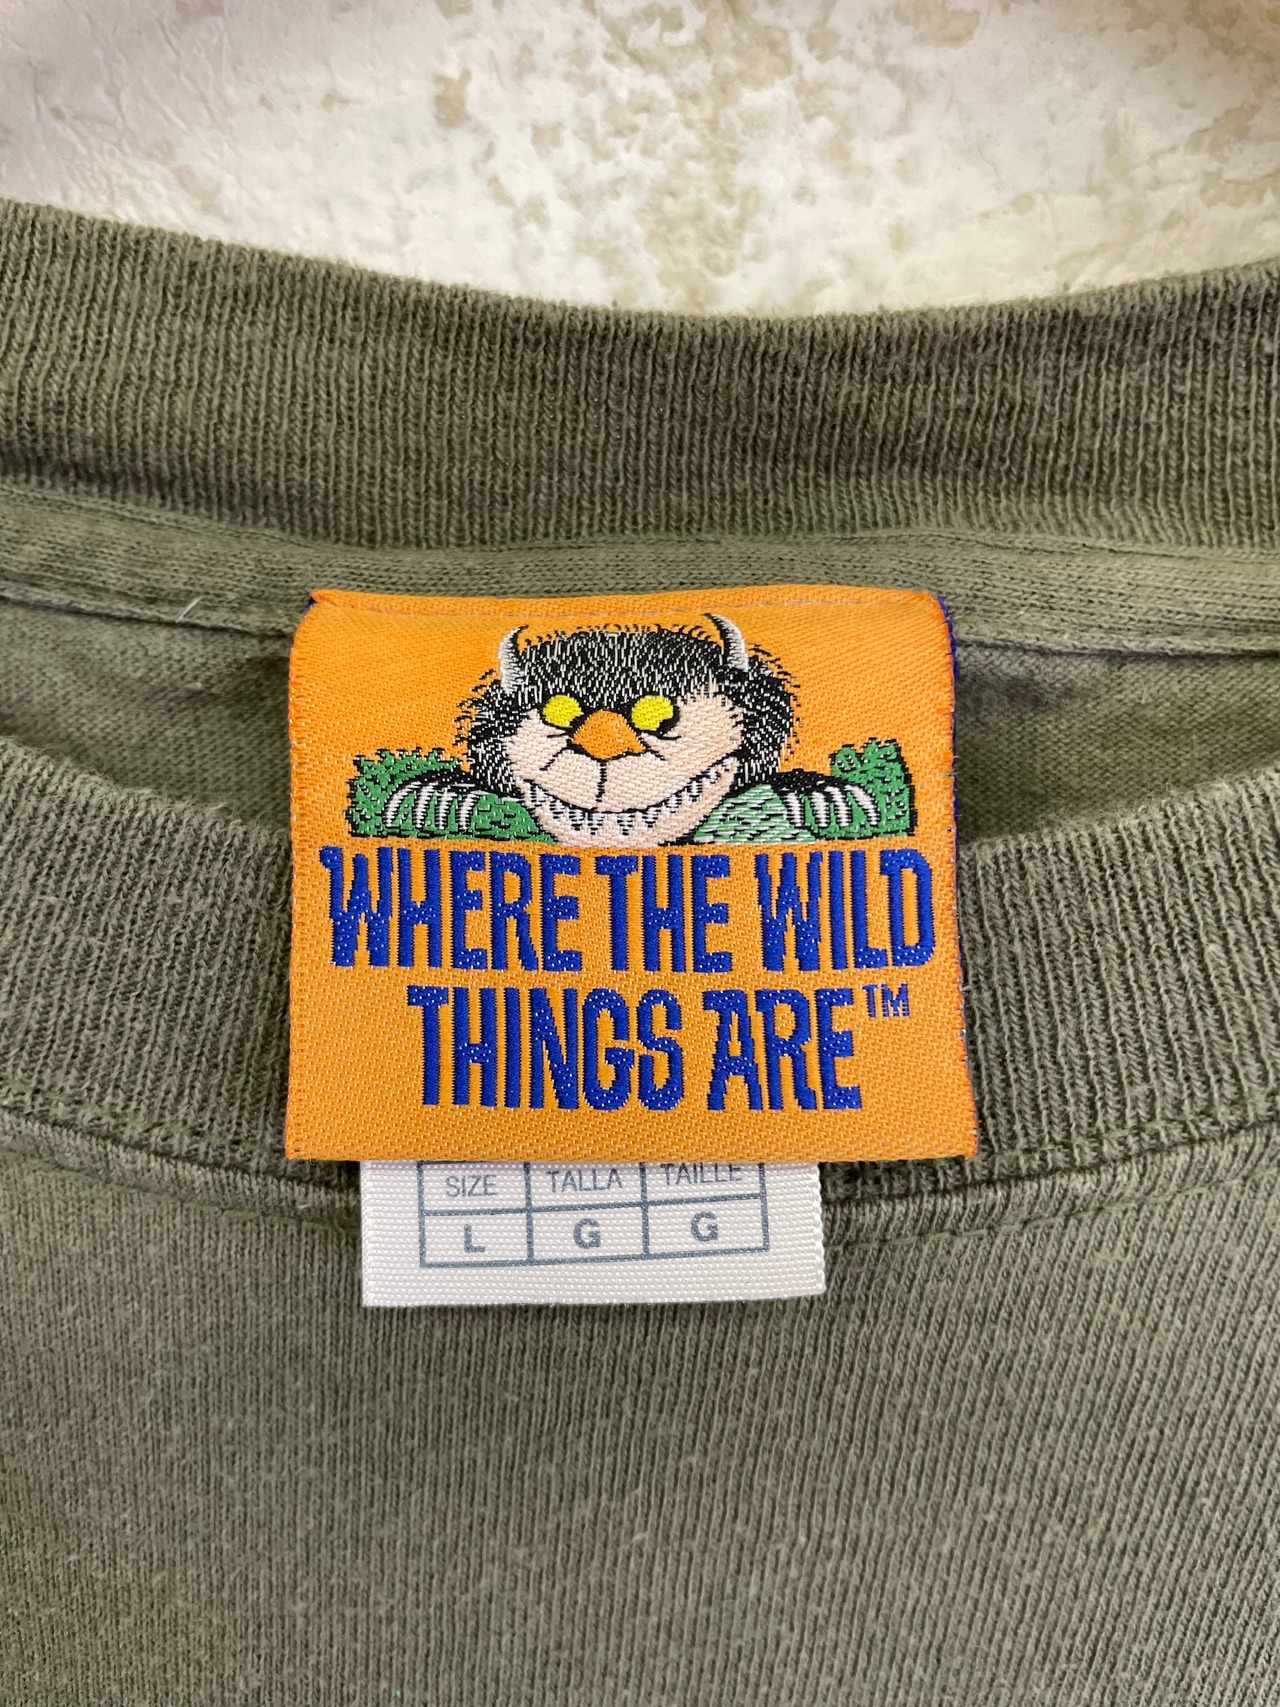 WHERE THE WILD
THINGS ARE™
SIZE TALLA TAILLE
L G G